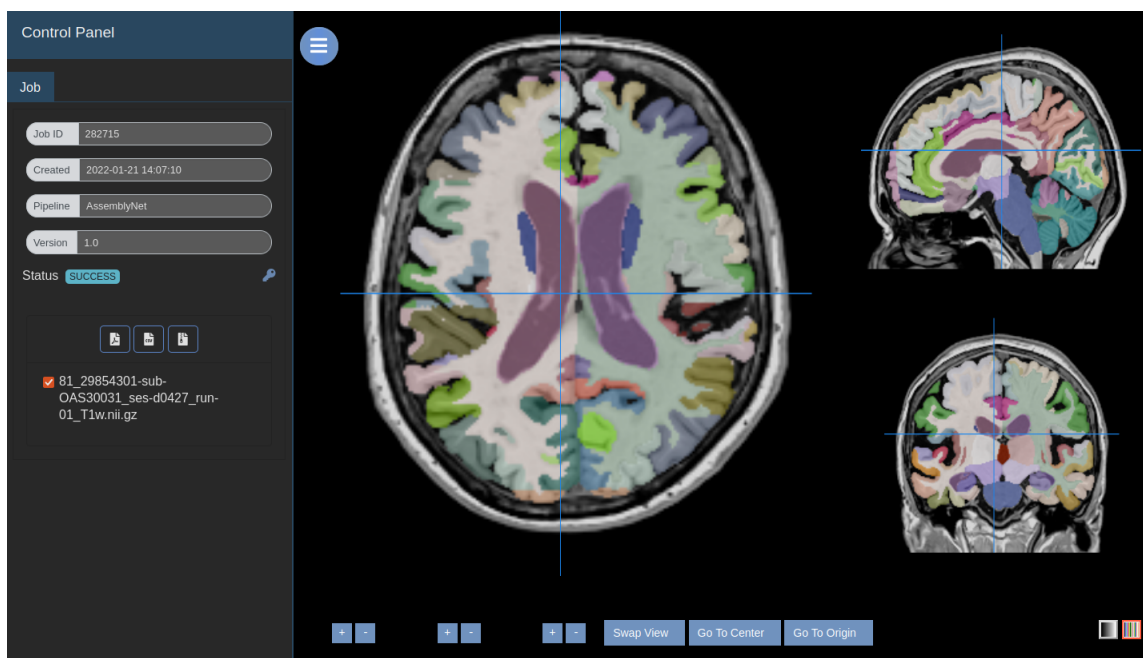 Control Panel
Job
Job ID 282715
Created 2022-01-21 14:07:10
Pipeline AssemblyNet
Version 1.0
Status SUCCESS
81_29854301-sub-
OAS30031_ses-d0427_run-
01_T1w.nii.gz
+ - + - + - Swap View Go To Center Go To Origin